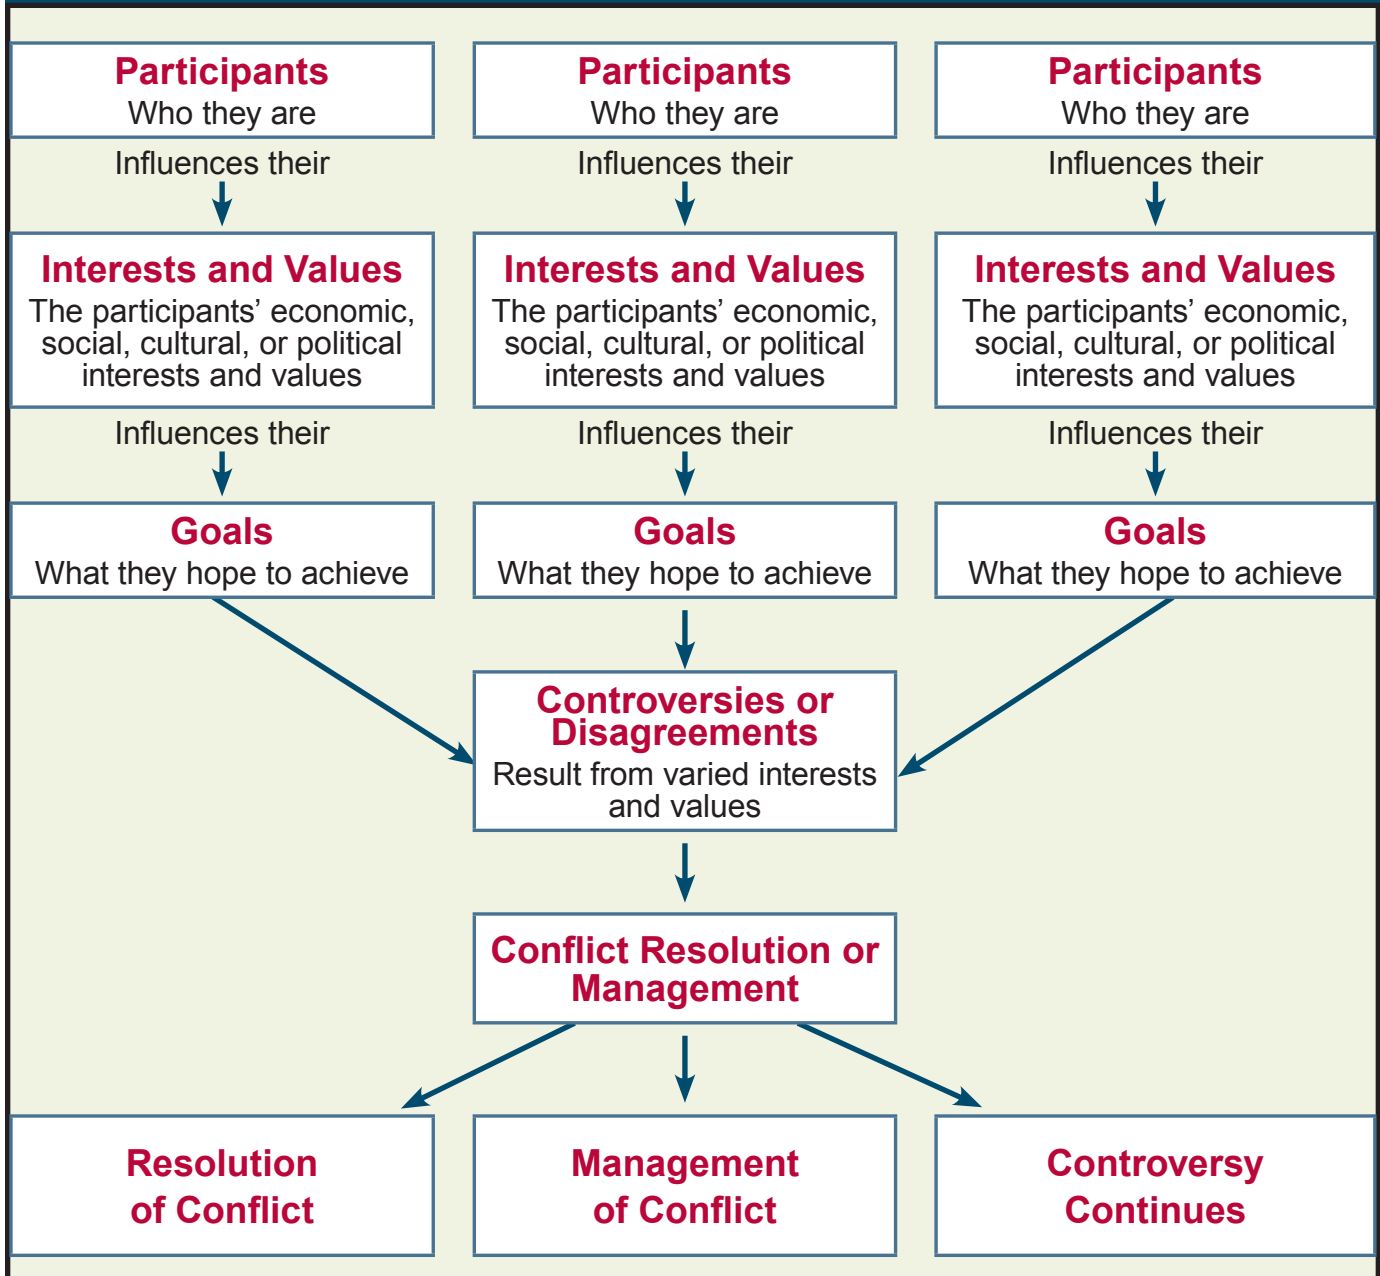 Participants
Who they are
Participants
Who they are
Participants
Who they are
Influences their
Influences their
Influences their
Interests and Values
The participants’ economic,
social, cultural, or political
interests and values
Interests and Values
The participants’ economic,
social, cultural, or political
interests and values
Interests and Values
The participants’ economic,
social, cultural, or political
interests and values
Influences their
Influences their
Influences their
Goals
What they hope to achieve
Goals
What they hope to achieve
Goals
What they hope to achieve
Controversies or
Disagreements
Result from varied interests
and values
Conflict Resolution or
Management
Resolution
of Conflict
Management
of Conflict
Controversy
Continues